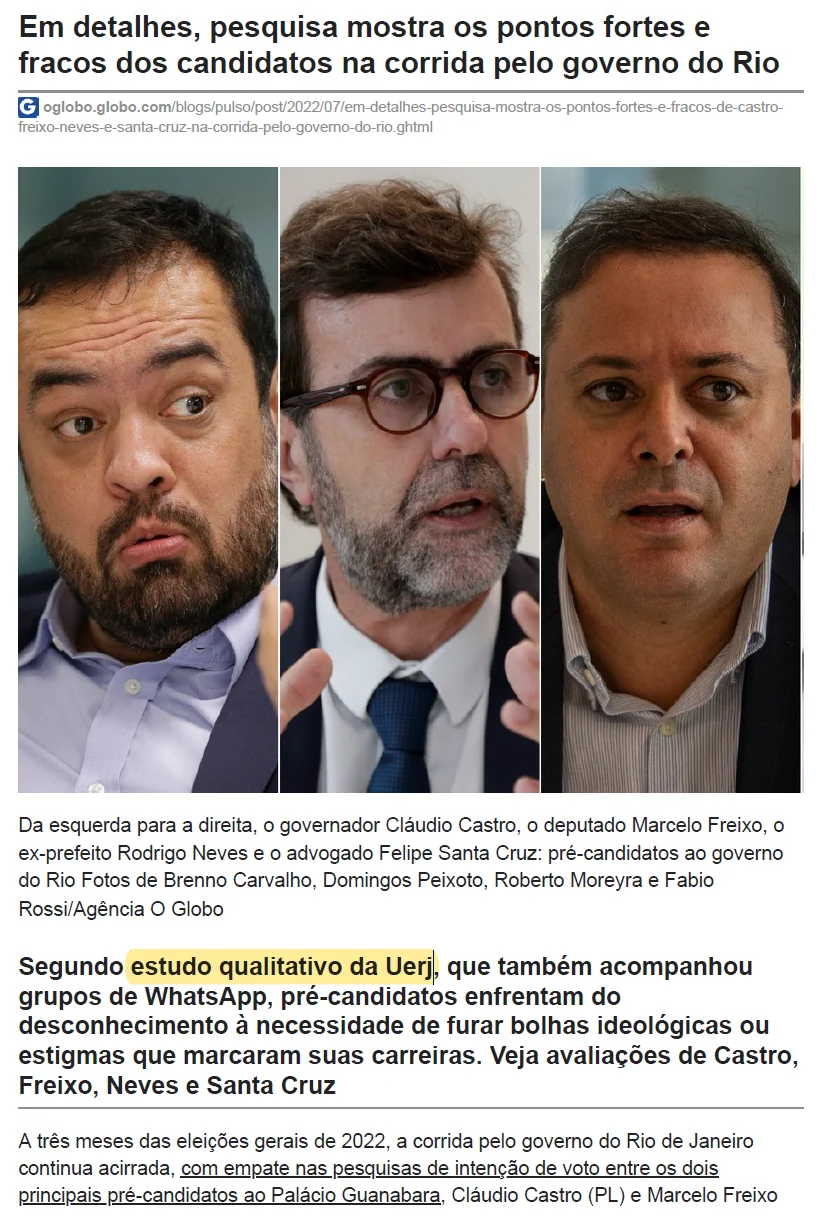 Em detalhes, pesquisa mostra os pontos fortes e
fracos dos candidatos na corrida pelo governo do Rio
G oglobo.globo.com/blogs/pulso/post/2022/07/em-detalhes-pesquisa-mostra-os-pontos-fortes-e-fracos-de-castro-
freixo-neves-e-santa-cruz-na-corrida-pelo-governo-do-rio.ghtml
Da esquerda para a direita, o governador Cláudio Castro, o deputado Marcelo Freixo, o
ex-prefeito Rodrigo Neves e o advogado Felipe Santa Cruz: pré-candidatos ao governo
do Rio Fotos de Brenno Carvalho, Domingos Peixoto, Roberto Moreyra e Fabio
Rossi/Agência O Globo
Segundo estudo qualitativo da Uerj, que também acompanhou
grupos de WhatsApp, pré-candidatos enfrentam do
desconhecimento à necessidade de furar bolhas ideológicas ou
estigmas que marcaram suas carreiras. Veja avaliações de Castro,
Freixo, Neves e Santa Cruz
A três meses das eleições gerais de 2022, a corrida pelo governo do Rio de Janeiro
continua acirrada, com empate nas pesquisas de intenção de voto entre os dois
principais pré-candidatos ao Palácio Guanabara, Cláudio Castro (PL) e Marcelo Freixo